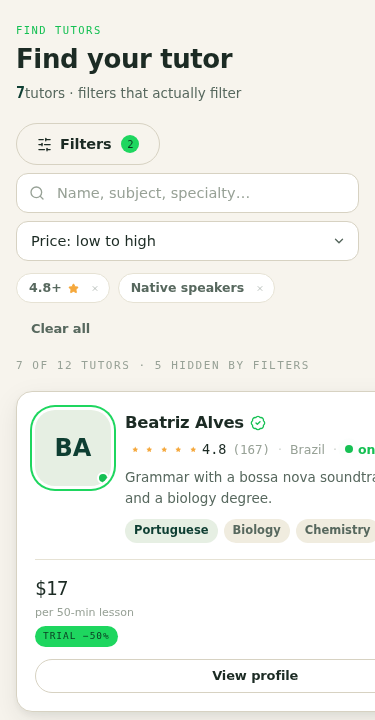 FIND TUTORS
Find your tutor
7tutors · filters that actually filter
Filters 2
Name, subject, specialty…
Price: low to high
4.8+ ★ ×
Native speakers ×
Clear all
7 OF 12 TUTORS · 5 HIDDEN BY FILTERS
BA
Beatriz Alves
★ ★ ★ ★ ★ 4.8 (167) · Brazil · on
Grammar with a bossa nova soundtra
and a biology degree.
Portuguese Biology Chemistry
$17
per 50-min lesson
TRIAL −50%
View profile